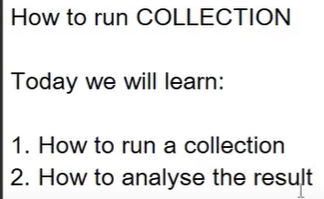 How to run COLLECTION
Today we will learn:
1. How to run a collection
2. How to analyse the result